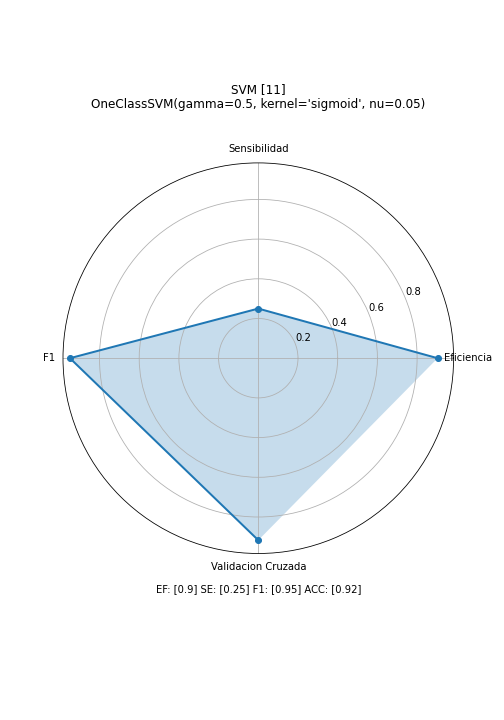 SVM [11]
OneClassSVM(gamma=0.5, kernel='sigmoid', nu=0.05)
Sensibilidad
0.8
0.6
0.4
0.2
F1
Eficiencia
Validacion Cruzada
EF: [0.9] SE: [0.25] F1: [0.95] ACC: [0.92]